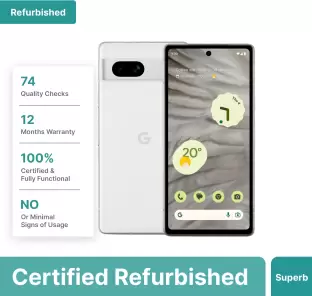 Refurbished
74
Quality Checks
12
Months Warranty
100%
Certified &
Fully Functional
NO
Or Minimal
Signs of Usage
G
20°
Certified Refurbished
Superb